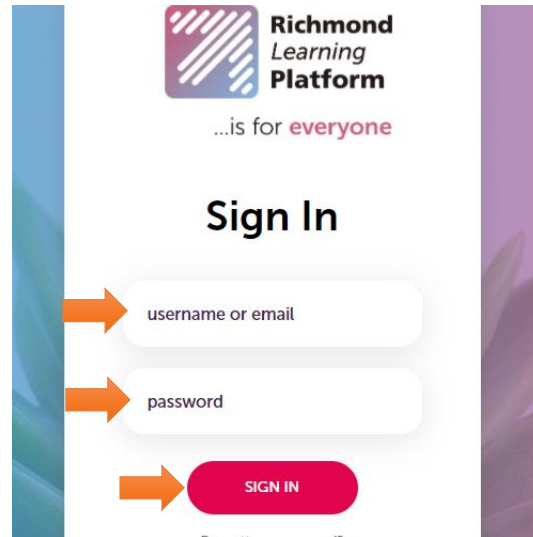 Richmond
Learning
Platform
...is for everyone
Sign In
username or email
password
SIGN IN